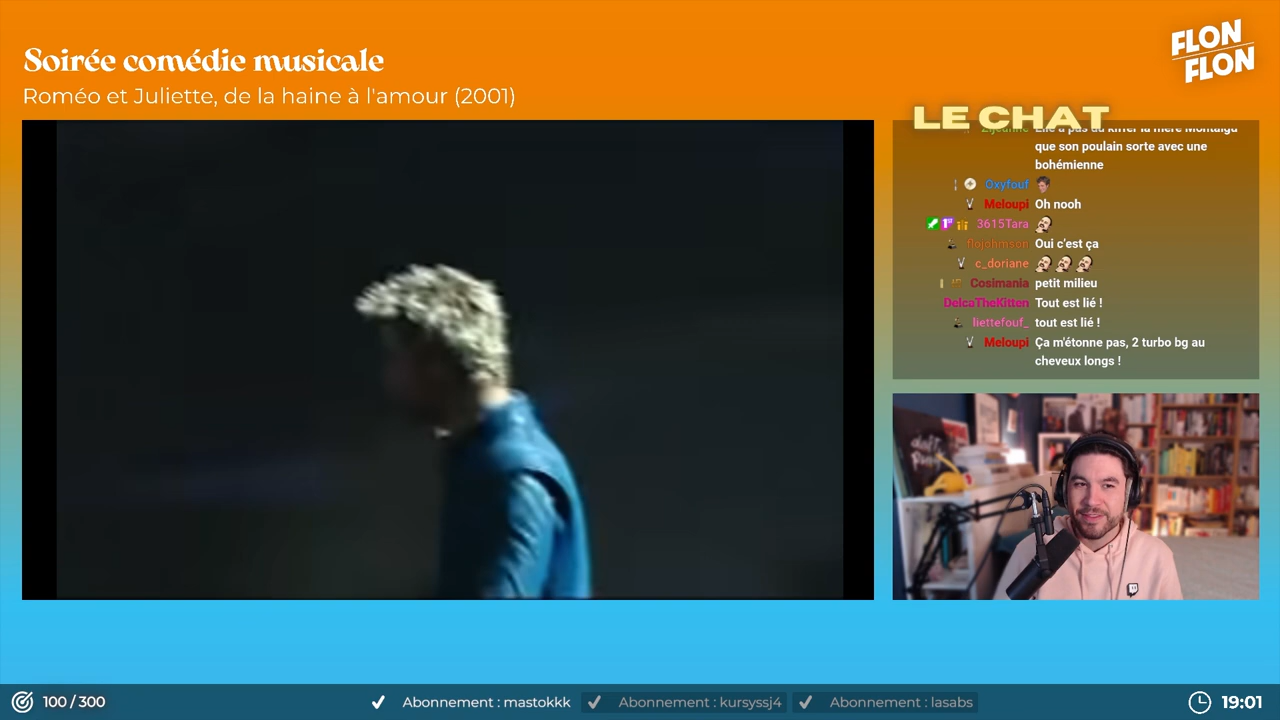 Soirée comédie musicale
Roméo et Juliette, de la haine à l'amour (2001)
FLON
FLON
LE CHAT
que son poulain sorte avec une
bohémienne
Oxyfouf
Meloupi Oh nooh
3615Tara
flojohmson Oui c'est ça
c_doriane
Cosimania petit milieu
DelcaTheKitten Tout est lié !
liettefouf_ tout est lié !
Meloupi Ça m'étonne pas, 2 turbo bg au
cheveux longs !
100 / 300
Abonnement : mastokkk
Abonnement : kursyssj4
Abonnement : lasabs
19:01